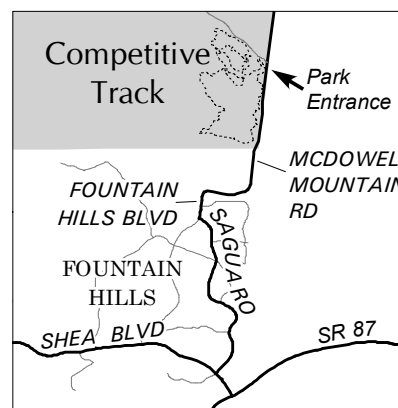 Competitive
Track
Park
Entrance
MCDOWEL
MOUNTAIN
RD
FOUNTAIN
HILLS BLVD
SAGUARO
FOUNTAIN
HILLS
SHEA BLVD
SR 87